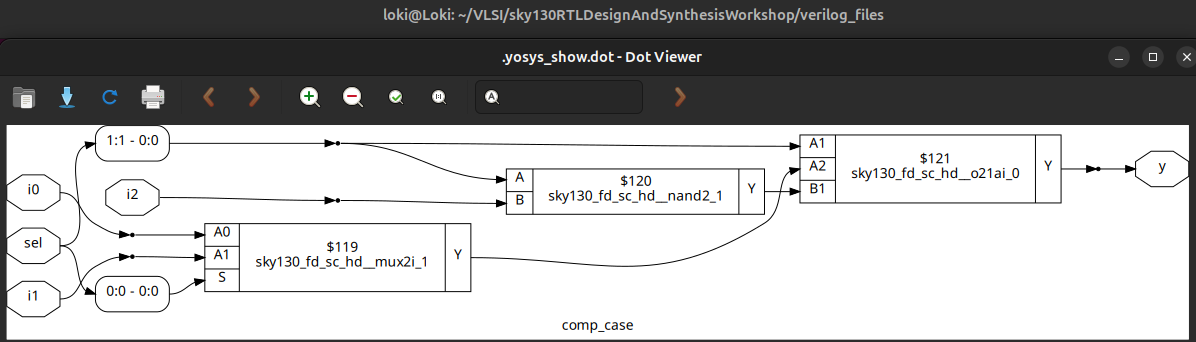 loki@Loki: ~/VLSI/sky130RTLDesignAndSynthesisWorkshop/verilog_files
.yosys_show.dot - Dot Viewer
1:1 - 0:0
i0
i2
sel
i1
0:0 - 0:0
A0
A1
S
$119
sky130_fd_sc_hd__mux2i_1
Y
A
B
$120
sky130_fd_sc_hd__nand2_1
Y
A1
A2
B1
$121
sky130_fd_sc_hd__o21ai_0
Y
y
comp_case